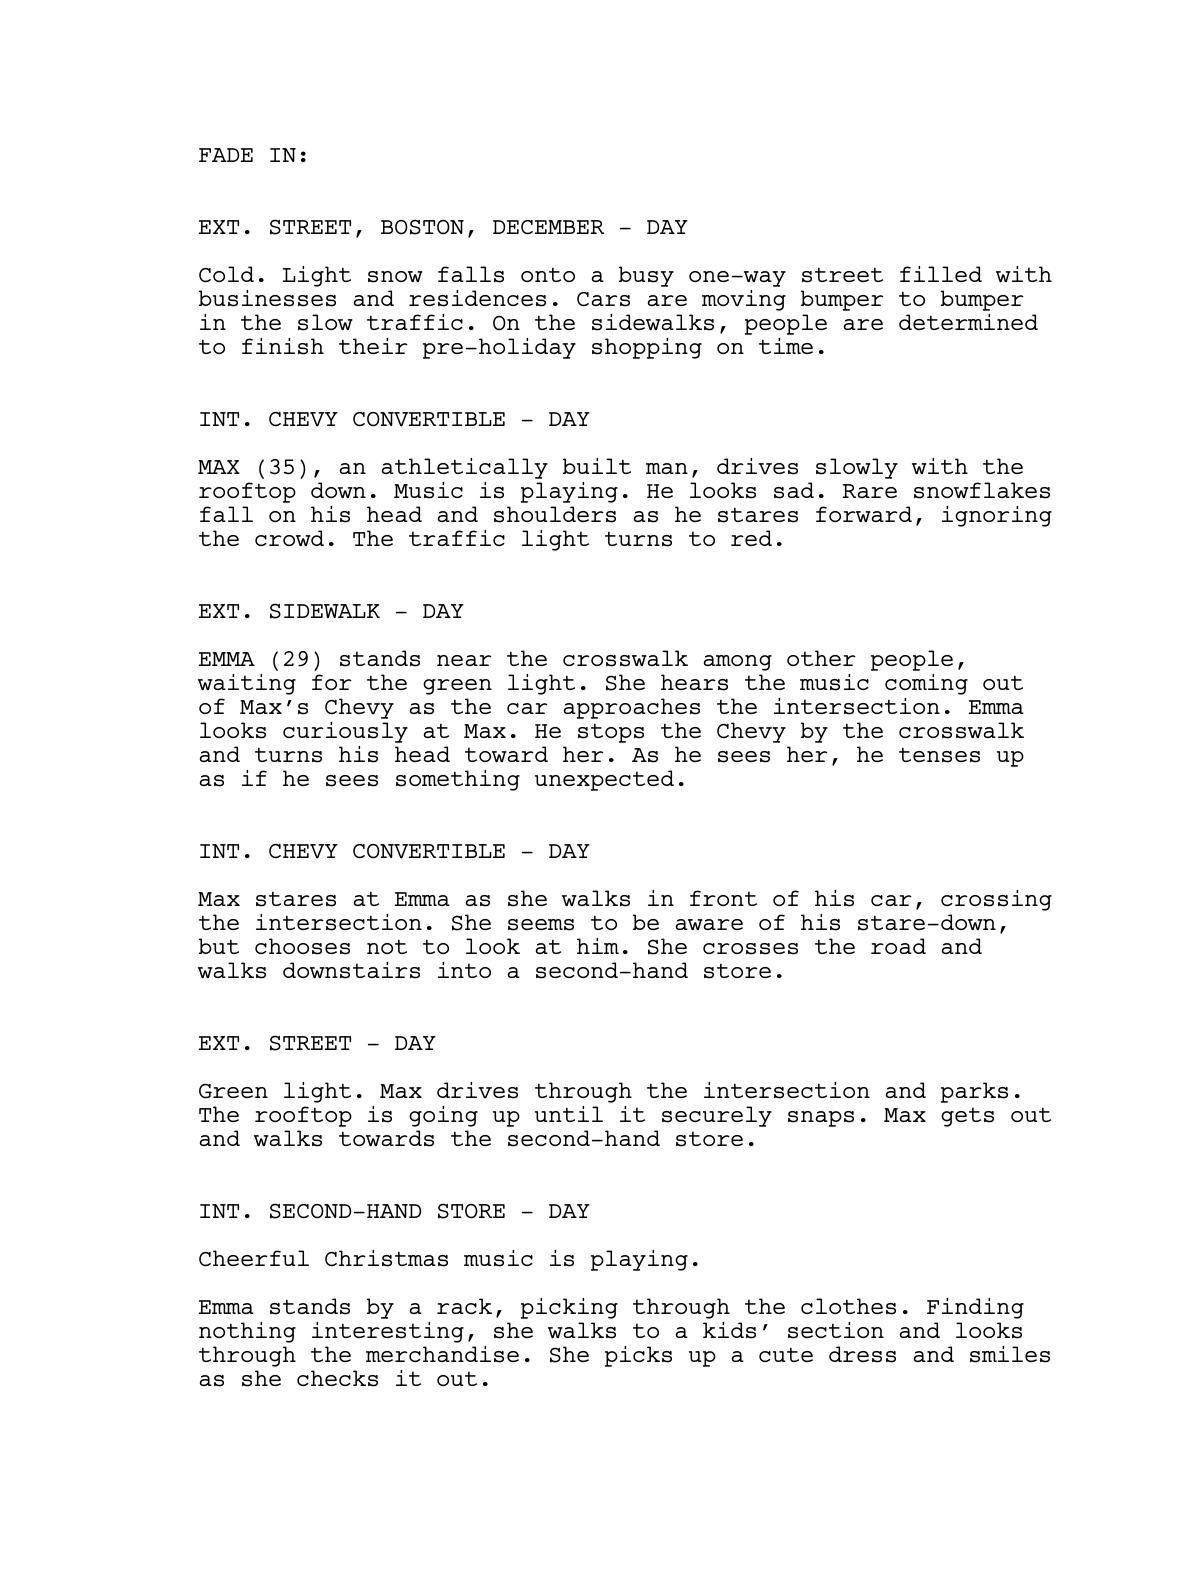 FADE IN:
EXT. STREET, BOSTON, DECEMBER – DAY
Cold. Light snow falls onto a busy one-way street filled with
businesses and residences. Cars are moving bumper to bumper
in the slow traffic. On the sidewalks, people are determined
to finish their pre-holiday shopping on time.
INT. CHEVY CONVERTIBLE – DAY
MAX (35), an athletically built man, drives slowly with the
rooftop down. Music is playing. He looks sad. Rare snowflakes
fall on his head and shoulders as he stares forward, ignoring
the crowd. The traffic light turns to red.
EXT. SIDEWALK – DAY
EMMA (29) stands near the crosswalk among other people,
waiting for the green light. She hears the music coming out
of Max’s Chevy as the car approaches the intersection. Emma
looks curiously at Max. He stops the Chevy by the crosswalk
and turns his head toward her. As he sees her, he tenses up
as if he sees something unexpected.
INT. CHEVY CONVERTIBLE – DAY
Max stares at Emma as she walks in front of his car, crossing
the intersection. She seems to be aware of his stare-down,
but chooses not to look at him. She crosses the road and
walks downstairs into a second-hand store.
EXT. STREET – DAY
Green light. Max drives through the intersection and parks.
The rooftop is going up until it securely snaps. Max gets out
and walks towards the second-hand store.
INT. SECOND-HAND STORE – DAY
Cheerful Christmas music is playing.
Emma stands by a rack, picking through the clothes. Finding
nothing interesting, she walks to a kids’ section and looks
through the merchandise. She picks up a cute dress and smiles
as she checks it out.